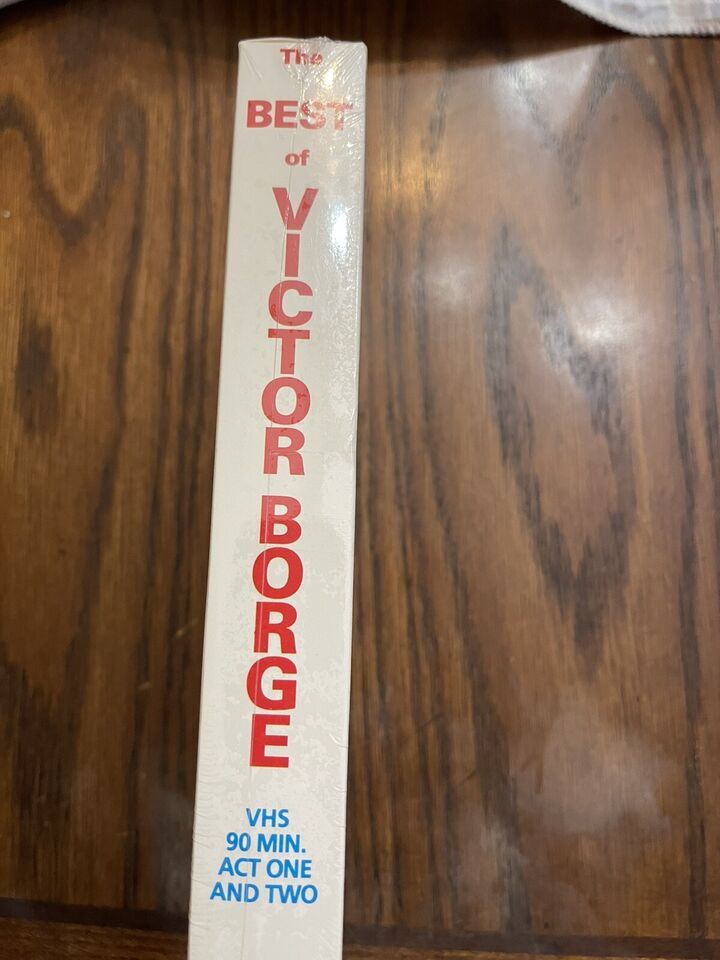 The
BEST
of
VICTOR BORGE
VHS
90 MIN.
ACT ONE
AND TWO